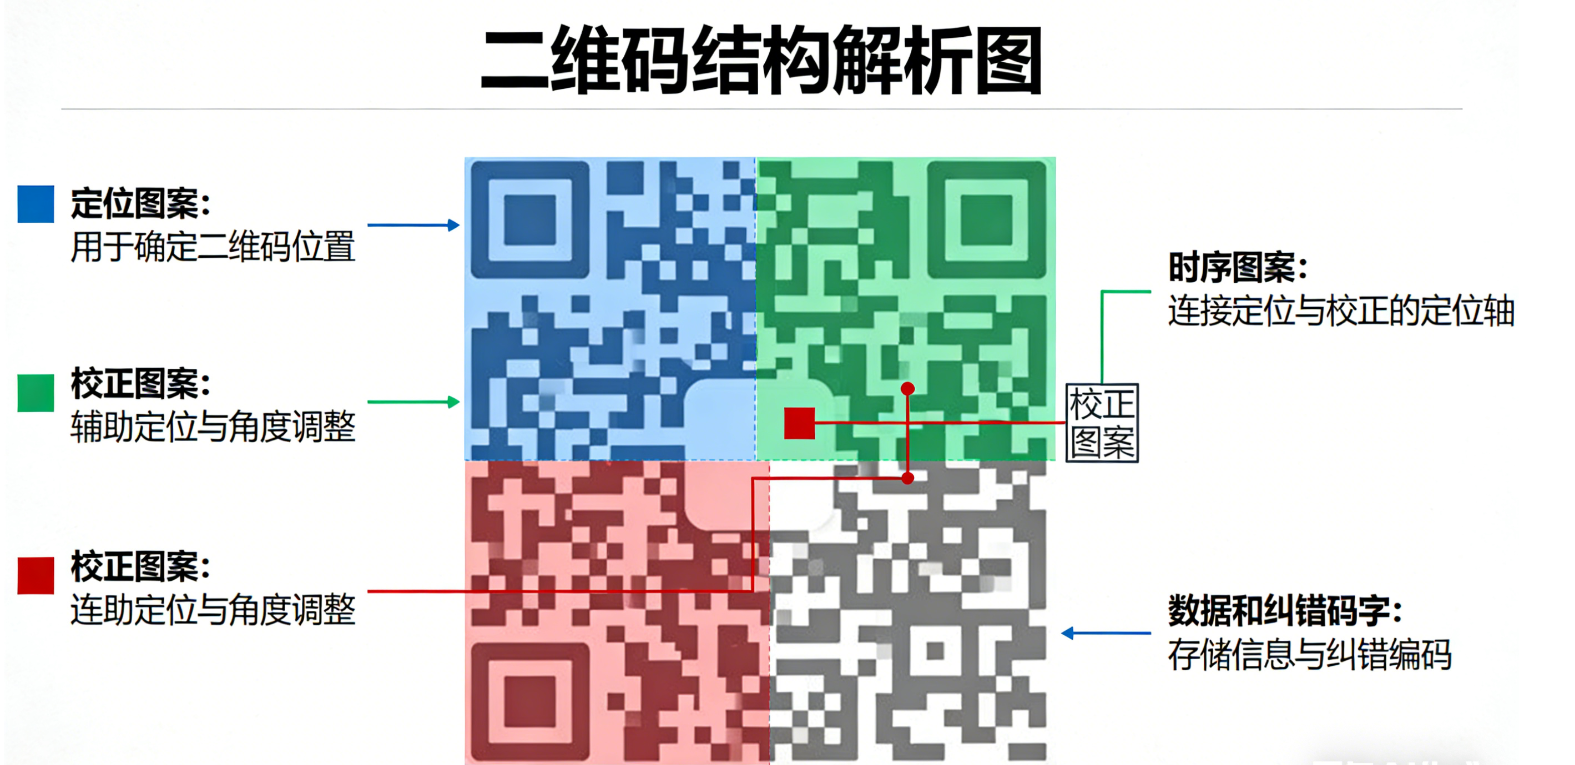 二维码结构解析图
定位图案：
用于确定二维码位置
校正图案：
辅助定位与角度调整
校正图案：
连助定位与角度调整
时序图案：
连接定位与校正的定位轴
校正
图案
数据和纠错码字：
存储信息与纠错编码